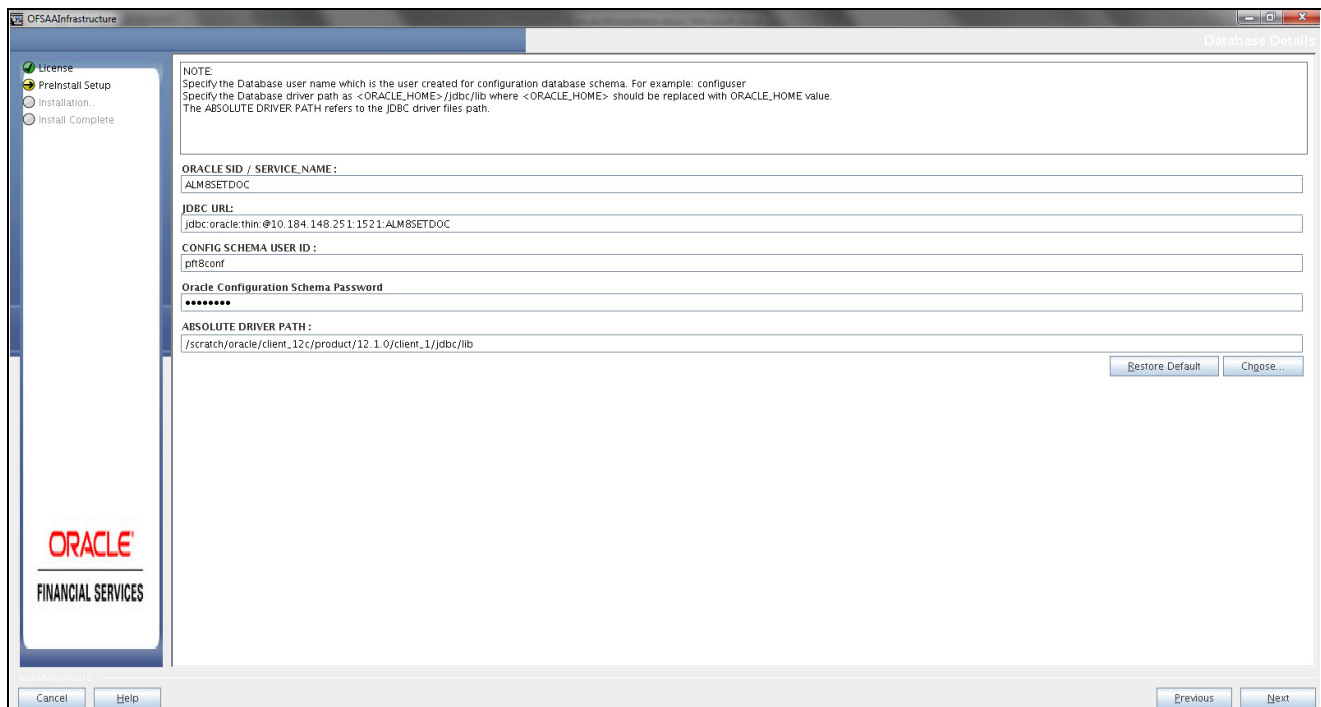 OFSAAInfrastructure
Database Details
License
PreInstall Setup
Installation..
Install Complete
NOTE:
Specify the Database user name which is the user created for configuration database schema. For example: configuser
Specify the Database driver path as <ORACLE_HOME>/jdbc/lib where <ORACLE_HOME> should be replaced with ORACLE_HOME value.
The ABSOLUTE DRIVER PATH refers to the JDBC driver files path.
ORACLE SID / SERVICE_NAME :
ALM8SETDOC
JDBC URL:
jdbc:oracle:thin:@10.184.148.251:1521:ALM8SETDOC
CONFIG SCHEMA USER ID :
pft8conf
Oracle Configuration Schema Password
••••••••
ABSOLUTE DRIVER PATH :
/scratch/oracle/client_12c/product/12.1.0/client_1/jdbc/lib
Restore Default
Choose...
ORACLE
FINANCIAL SERVICES
InstallAnywhere
Cancel
Help
Previous
Next